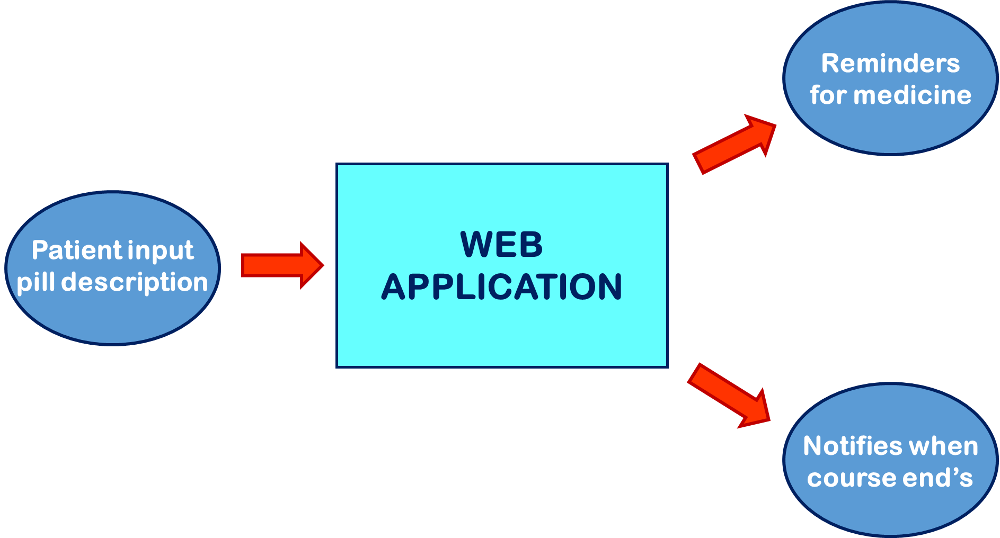 Patient input
pill description
WEB
APPLICATION
Reminders
for medicine
Notifies when
course end’s